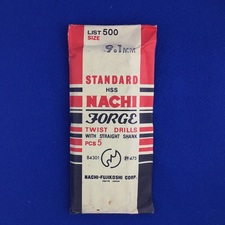 LIST 500
SIZE
9.1MM
STANDARD
HSS
NACHI
FORGE
TWIST DRILLS
WITH STRAIGHT SHANK
PCS 5
NACHI-FUJIKOSHI CORP.